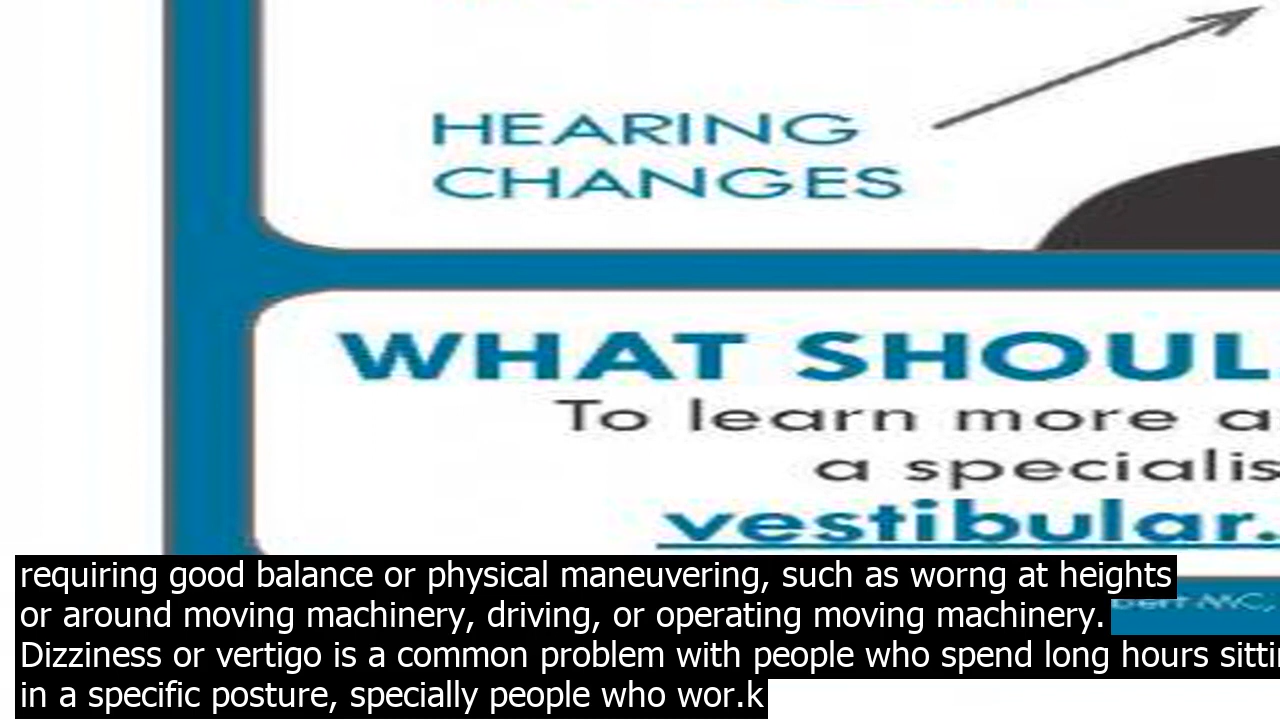 HEARING
CHANGES
WHAT SHOUL
To learn more a
a specialis
vestibular.
requiring good balance or physical maneuvering, such as worng at heights
or around moving machinery, driving, or operating moving machinery.
Dizziness or vertigo is a common problem with people who spend long hours sittin
in a specific posture, specially people who wor.k